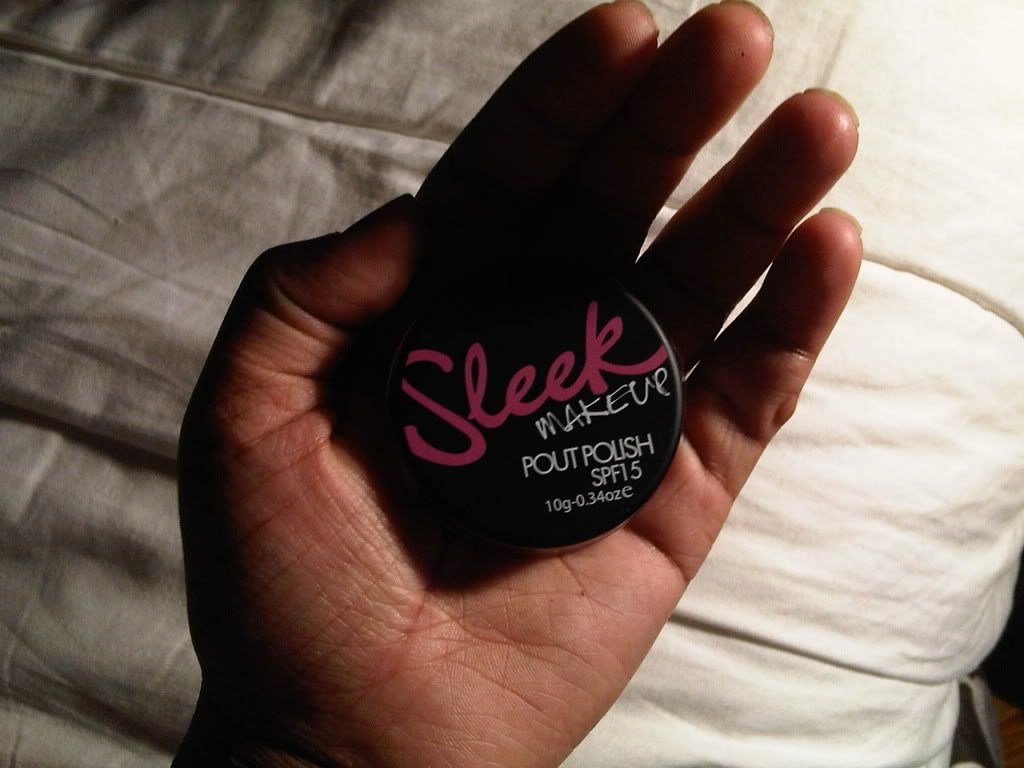 Sleek
MAKEUP
POUT POLISH
SPF15
10g-0.34oz℮